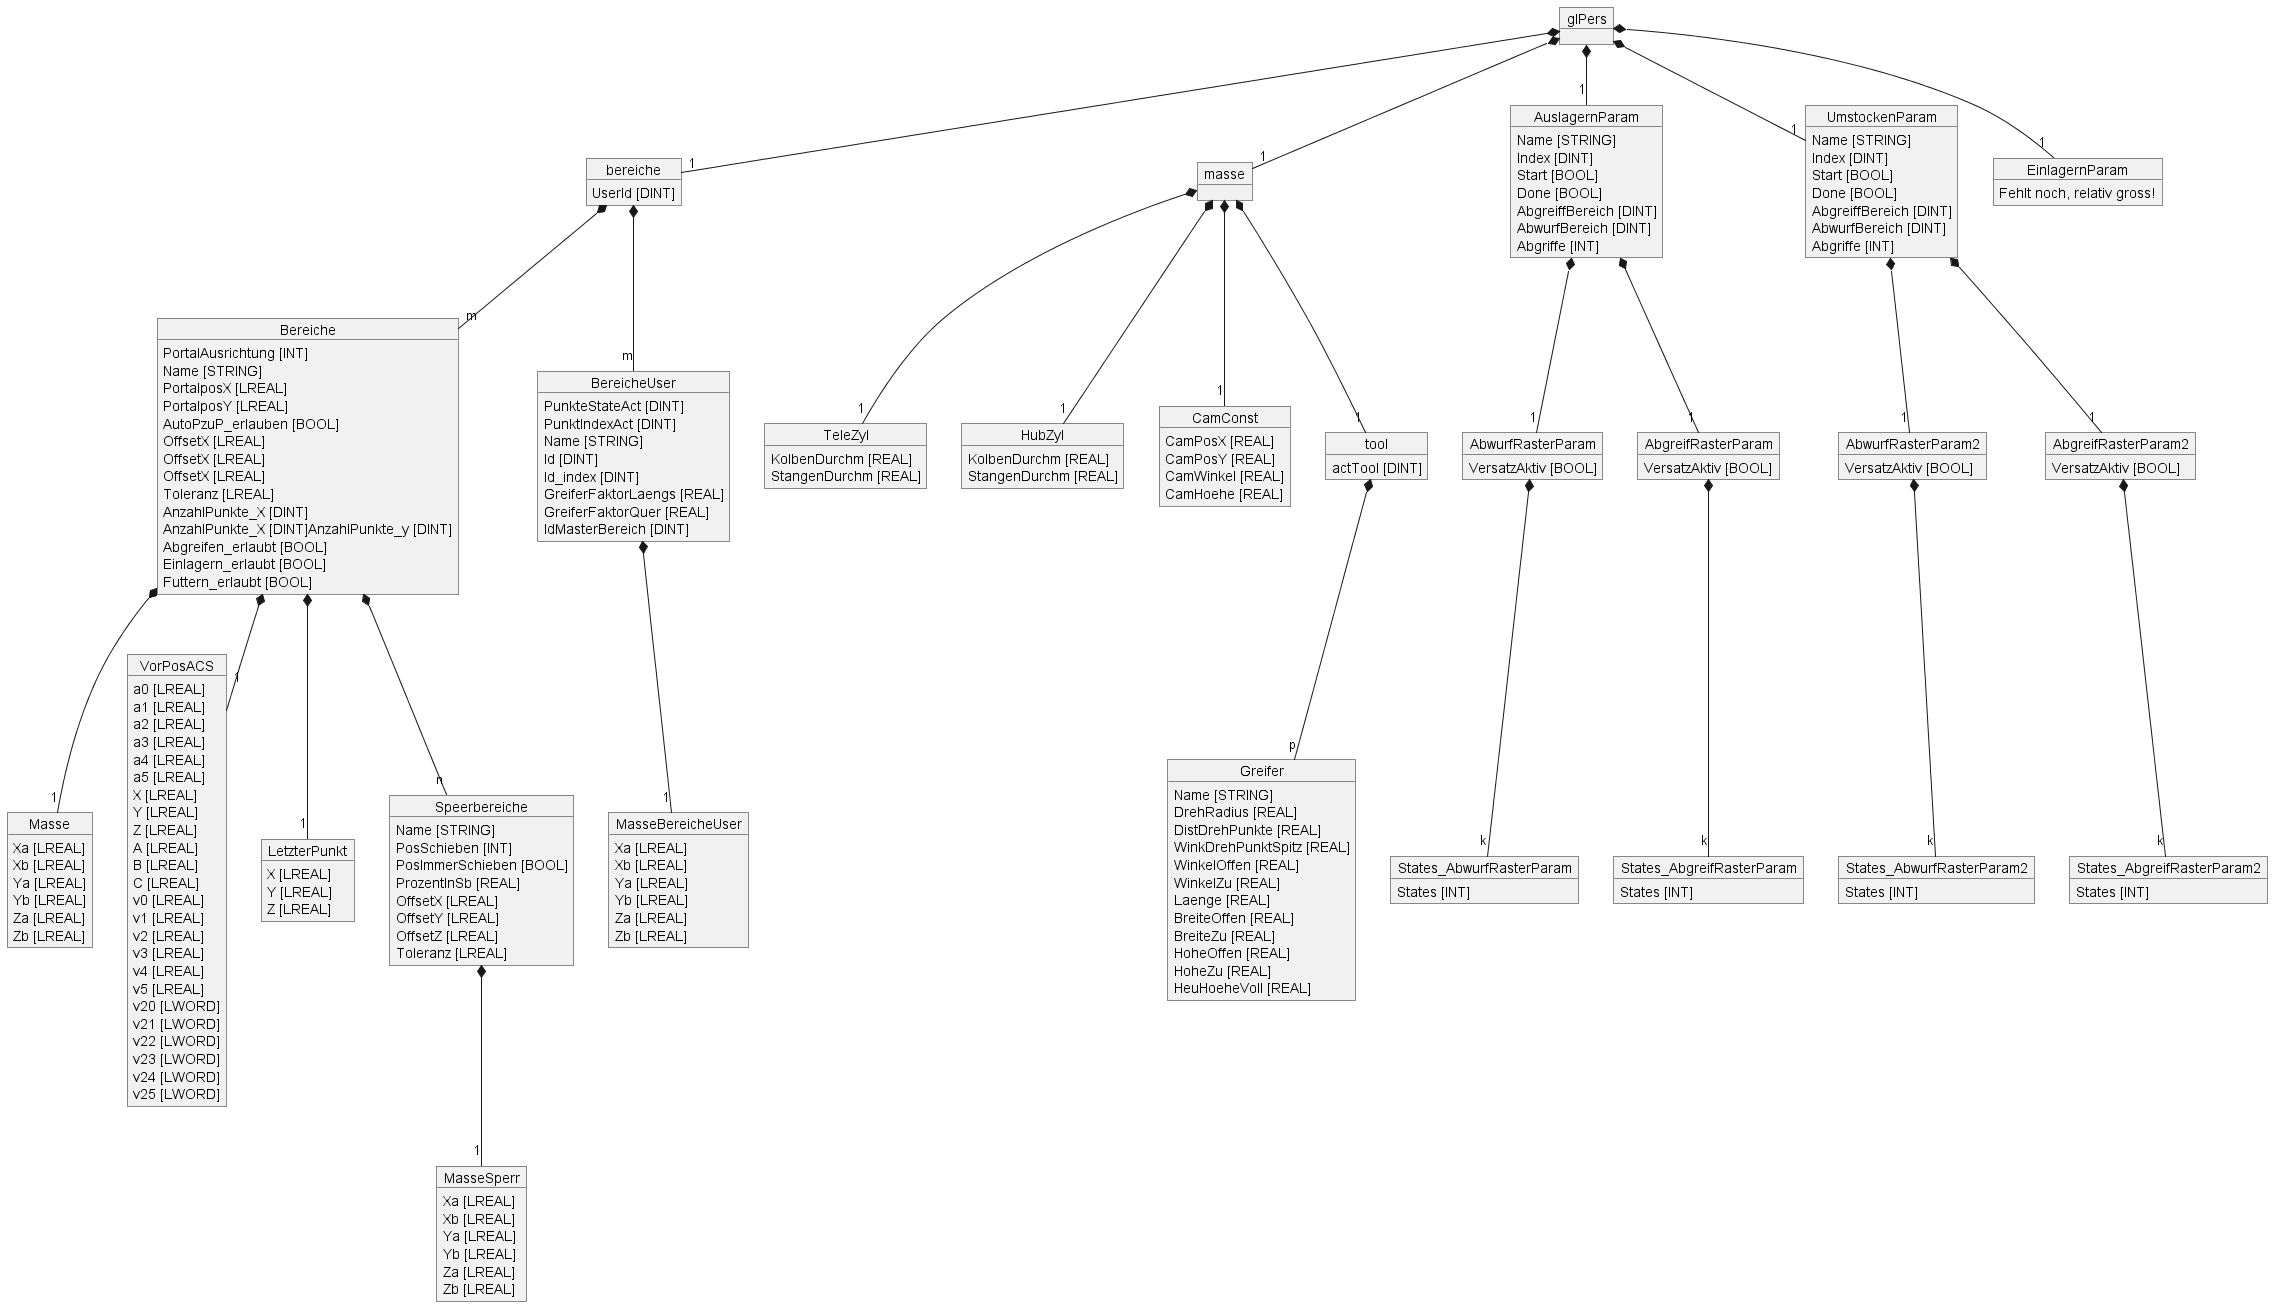 glPers
1
1
1
1
1
bereiche
UserId [DINT]
masse
AuslagernParam
Name [STRING]
Index [DINT]
Start [BOOL]
Done [BOOL]
AbgreiffBereich [DINT]
AbwurfBereich [DINT]
Abgriffe [INT]
UmstockenParam
Name [STRING]
Index [DINT]
Start [BOOL]
Done [BOOL]
AbgreiffBereich [DINT]
AbwurfBereich [DINT]
Abgriffe [INT]
EinlagernParam
Fehlt noch, relativ gross!
m
m
1
1
1
1
1
1
1
1
Bereiche
PortalAusrichtung [INT]
Name [STRING]
PortalposX [LREAL]
PortalposY [LREAL]
AutoPzuP_erlauben [BOOL]
OffsetX [LREAL]
OffsetX [LREAL]
OffsetX [LREAL]
Toleranz [LREAL]
AnzahlPunkte_X [DINT]
AnzahlPunkte_X [DINT]AnzahlPunkte_y [DINT]
Abgreifen_erlaubt [BOOL]
Einlagern_erlaubt [BOOL]
Futtern_erlaubt [BOOL]
BereicheUser
PunkteStateAct [DINT]
PunktIndexAct [DINT]
Name [STRING]
Id [DINT]
Id_index [DINT]
GreiferFaktorLaengs [REAL]
GreiferFaktorQuer [REAL]
IdMasterBereich [DINT]
TeleZyl
KolbenDurchm [REAL]
StangenDurchm [REAL]
HubZyl
KolbenDurchm [REAL]
StangenDurchm [REAL]
CamConst
CamPosX [REAL]
CamPosY [REAL]
CamWinkel [REAL]
CamHoehe [REAL]
tool
actTool [DINT]
AbwurfRasterParam
VersatzAktiv [BOOL]
AbgreifRasterParam
VersatzAktiv [BOOL]
AbwurfRasterParam2
VersatzAktiv [BOOL]
AbgreifRasterParam2
VersatzAktiv [BOOL]
1
1
1
n
1
p
k
k
k
k
Masse
Xa [LREAL]
Xb [LREAL]
Ya [LREAL]
Yb [LREAL]
Za [LREAL]
Zb [LREAL]
VorPosACS
a0 [LREAL]
a1 [LREAL]
a2 [LREAL]
a3 [LREAL]
a4 [LREAL]
a5 [LREAL]
X [LREAL]
Y [LREAL]
Z [LREAL]
A [LREAL]
B [LREAL]
C [LREAL]
v0 [LREAL]
v1 [LREAL]
v2 [LREAL]
v3 [LREAL]
v4 [LREAL]
v5 [LREAL]
v20 [LWORD]
v21 [LWORD]
v22 [LWORD]
v23 [LWORD]
v24 [LWORD]
v25 [LWORD]
LetzterPunkt
X [LREAL]
Y [LREAL]
Z [LREAL]
Speerbereiche
Name [STRING]
PosSchieben [INT]
PosImmerSchieben [BOOL]
ProzentInSb [REAL]
OffsetX [LREAL]
OffsetY [LREAL]
OffsetZ [LREAL]
Toleranz [LREAL]
MasseBereicheUser
Xa [LREAL]
Xb [LREAL]
Ya [LREAL]
Yb [LREAL]
Za [LREAL]
Zb [LREAL]
Greifer
Name [STRING]
DrehRadius [REAL]
DistDrehPunkte [REAL]
WinkDrehPunktSpitz [REAL]
WinkelOffen [REAL]
WinkelZu [REAL]
Laenge [REAL]
BreiteOffen [REAL]
BreiteZu [REAL]
HoheOffen [REAL]
HoheZu [REAL]
HeuHoeheVoll [REAL]
States_AbwurfRasterParam
States [INT]
States_AbgreifRasterParam
States [INT]
States_AbwurfRasterParam2
States [INT]
States_AbgreifRasterParam2
States [INT]
1
MasseSperr
Xa [LREAL]
Xb [LREAL]
Ya [LREAL]
Yb [LREAL]
Za [LREAL]
Zb [LREAL]